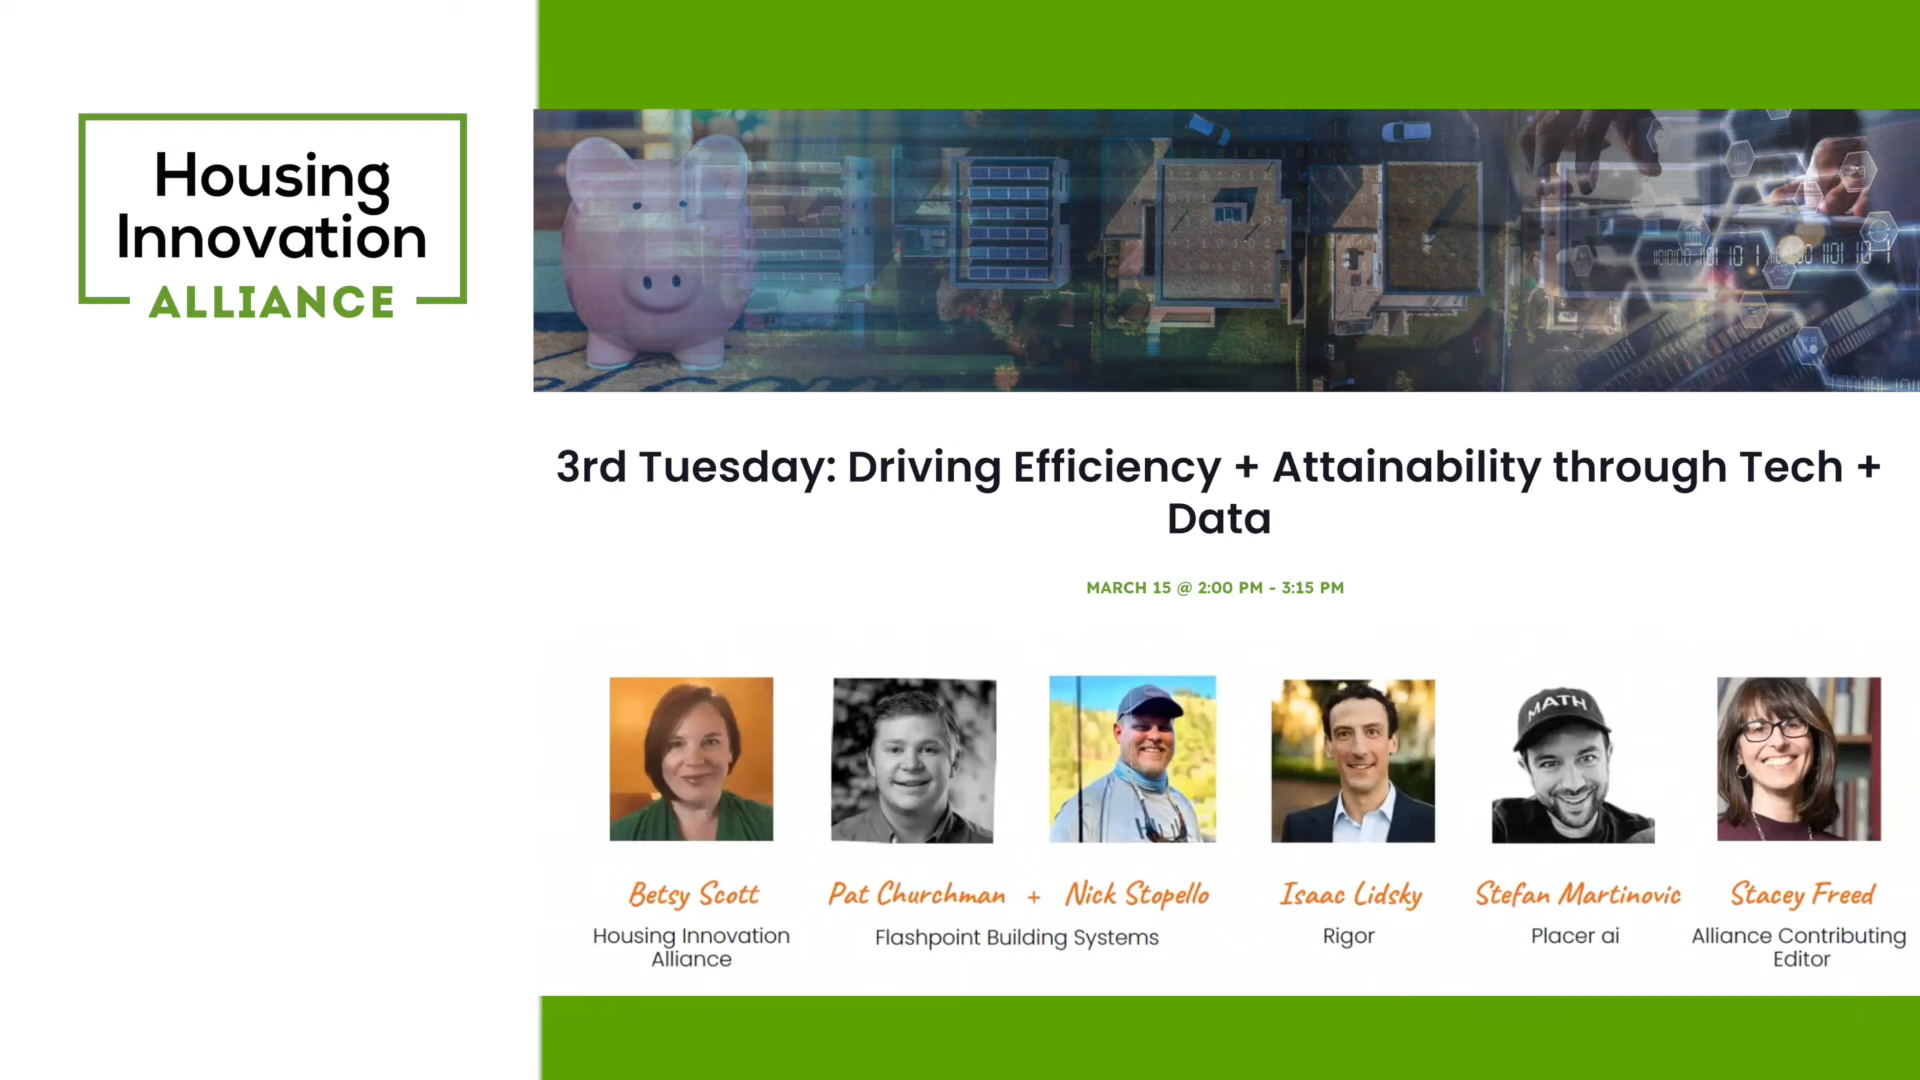 Housing
Innovation
ALLIANCE
3rd Tuesday: Driving Efficiency + Attainability through Tech +
Data
MARCH 15 @ 2:00 PM - 3:15 PM
MATH
Betsy Scott
Pat Churchman + Nick Stopello
Isaac Lidsky
Stefan Martinovic
Stacey Freed
Housing Innovation
Alliance
Flashpoint Building Systems
Rigor
Placer ai
Alliance Contributing
Editor